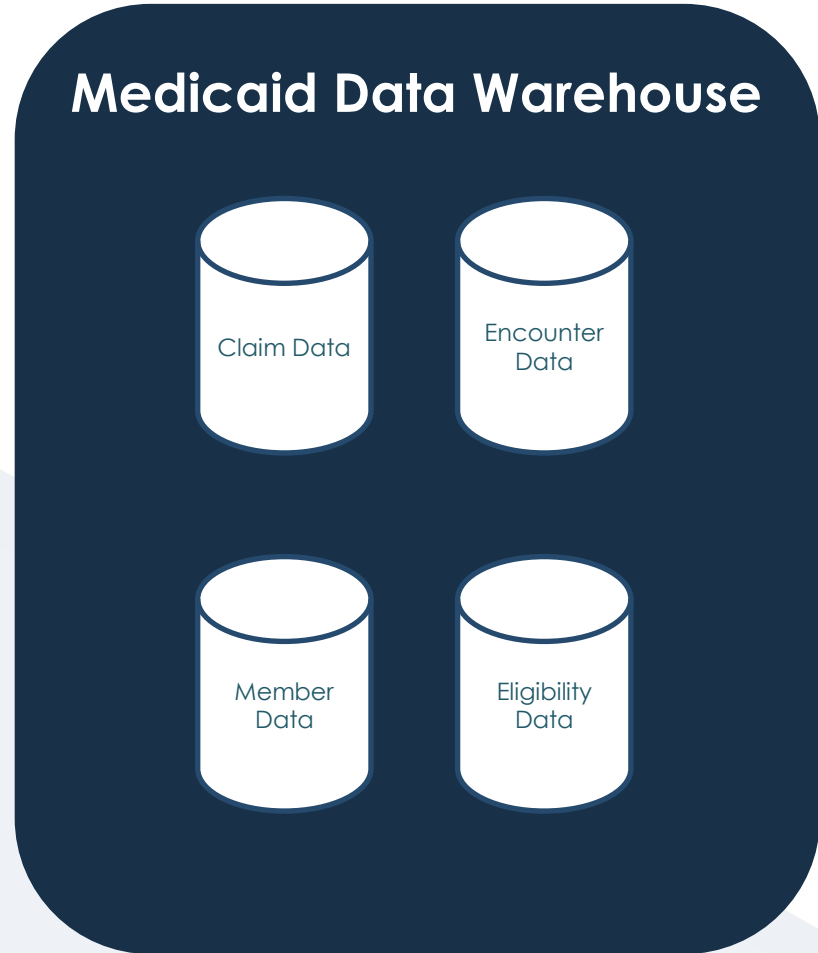 Medicaid Data Warehouse
Claim Data
Encounter
Data
Member
Data
Eligibility
Data